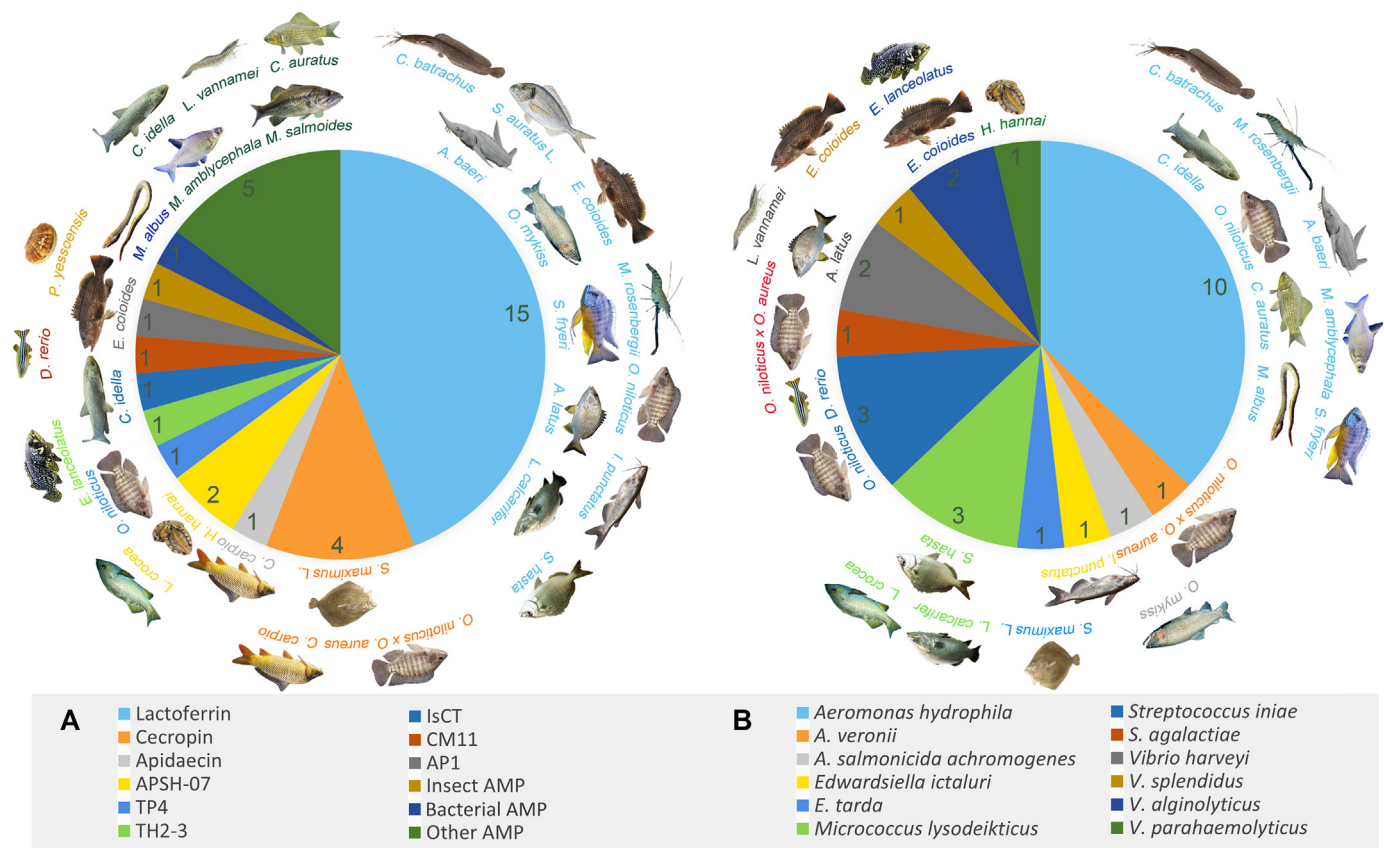 C. auratus
L. vannamei
C. idella
M. salmoides
M. amblycephala
M. albus
P. yessoensis
E. coioides
D. rerio
C. idella
E. lanceolatus
O. niloticus
H. hannai
L. crocea
C. carpio
S. maximus L.
O. niloticus x O. aureus
C. carpio
C. batrachus
S. auratus L.
A. baeri
E. coioides
O. mykiss
M. rosenbergii
S. fryeri
O. niloticus
A. latus
I. punctatus
L. calcarifer
S. hasta
15
4
1
2
1
1
1
1
1
1
1
5
C. batrachus
M. rosenbergii
C. idella
O. niloticus
A. baeri
C. auratus
M. amblycephala
M. albus
S. fryeri
O. niloticus x O. aureus
O. mykiss
I. punctatus
S. maximus L.
S. hasta
L. crocea
L. calcarifer
O. niloticus
D. rerio
O. niloticus x O. aureus
L. vannamei
A. latus
E. coioides
E. lanceolatus
E. coioides
H. hannai
10
1
1
1
1
3
3
1
2
1
2
1
A
Lactoferrin
Cecropin
Apidaecin
APSH-07
TP4
TH2-3
IsCT
CM11
AP1
Insect AMP
Bacterial AMP
Other AMP
B
Aeromonas hydrophila
A. veronii
A. salmonicida achromogenes
Edwardsiella ictaluri
E. tarda
Micrococcus lysodeikticus
Streptococcus iniae
S. agalactiae
Vibrio harveyi
V. splendidus
V. alginolyticus
V. parahaemolyticus